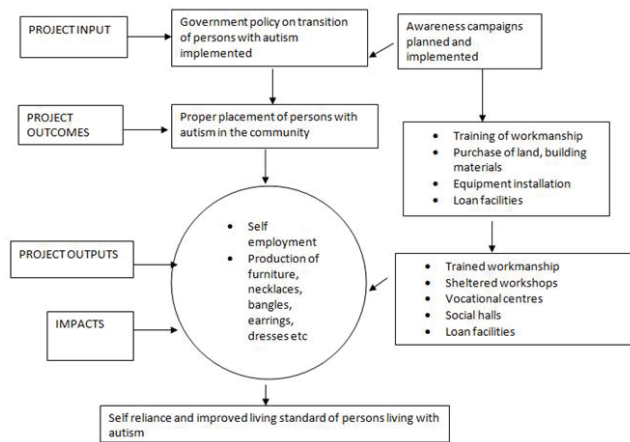 PROJECT INPUT
Government policy on transition
of persons with autism
implemented
Awareness campaigns
planned and
implemented
PROJECT
OUTCOMES
Proper placement of persons with
autism in the community
• Training of workmanship
• Purchase of land, building
materials
• Equipment installation
• Loan facilities
PROJECT OUTPUTS
IMPACTS
• Self
employment
• Production of
furniture,
necklaces,
bangles,
earrings,
dresses etc
• Trained workmanship
• Sheltered workshops
• Vocational centres
• Social halls
• Loan facilities
Self reliance and improved living standard of persons living with
autism